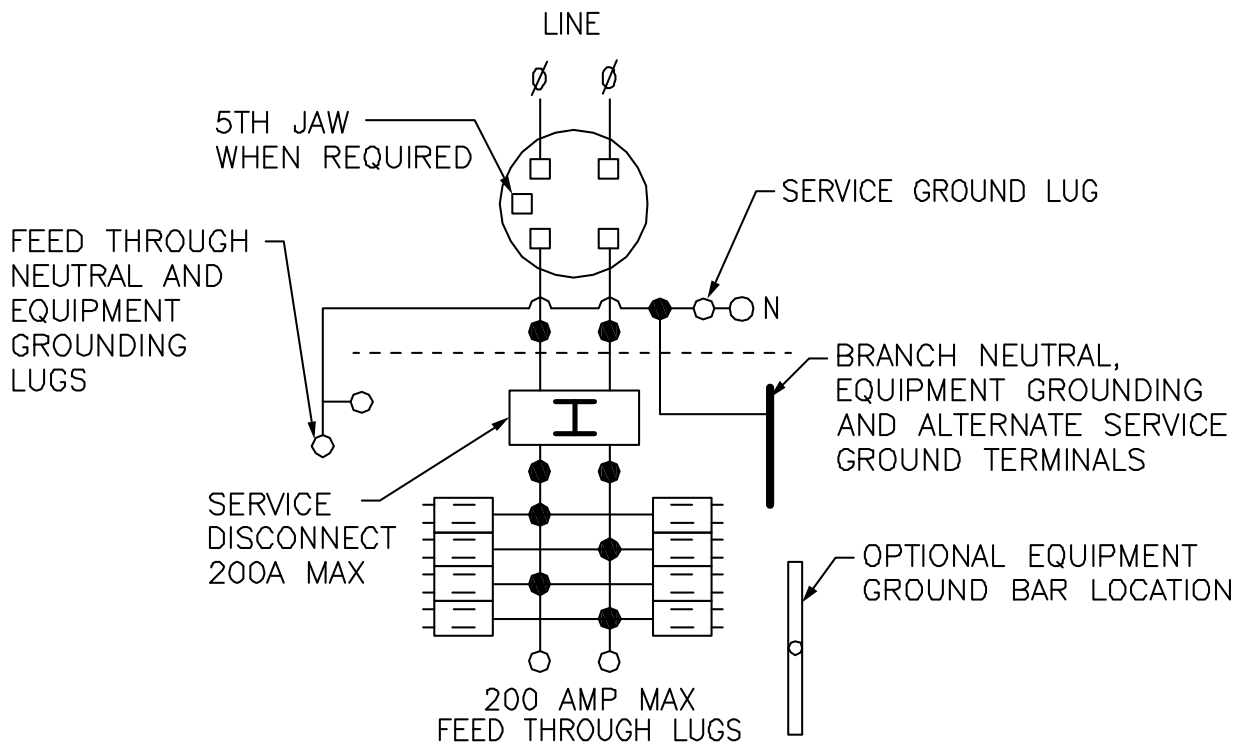 LINE
5TH JAW
WHEN REQUIRED
SERVICE GROUND LUG
FEED THROUGH
NEUTRAL AND
EQUIPMENT
GROUNDING
LUGS
N
BRANCH NEUTRAL,
EQUIPMENT GROUNDING
AND ALTERNATE SERVICE
GROUND TERMINALS
SERVICE
DISCONNECT
200A MAX
OPTIONAL EQUIPMENT
GROUND BAR LOCATION
200 AMP MAX
FEED THROUGH LUGS